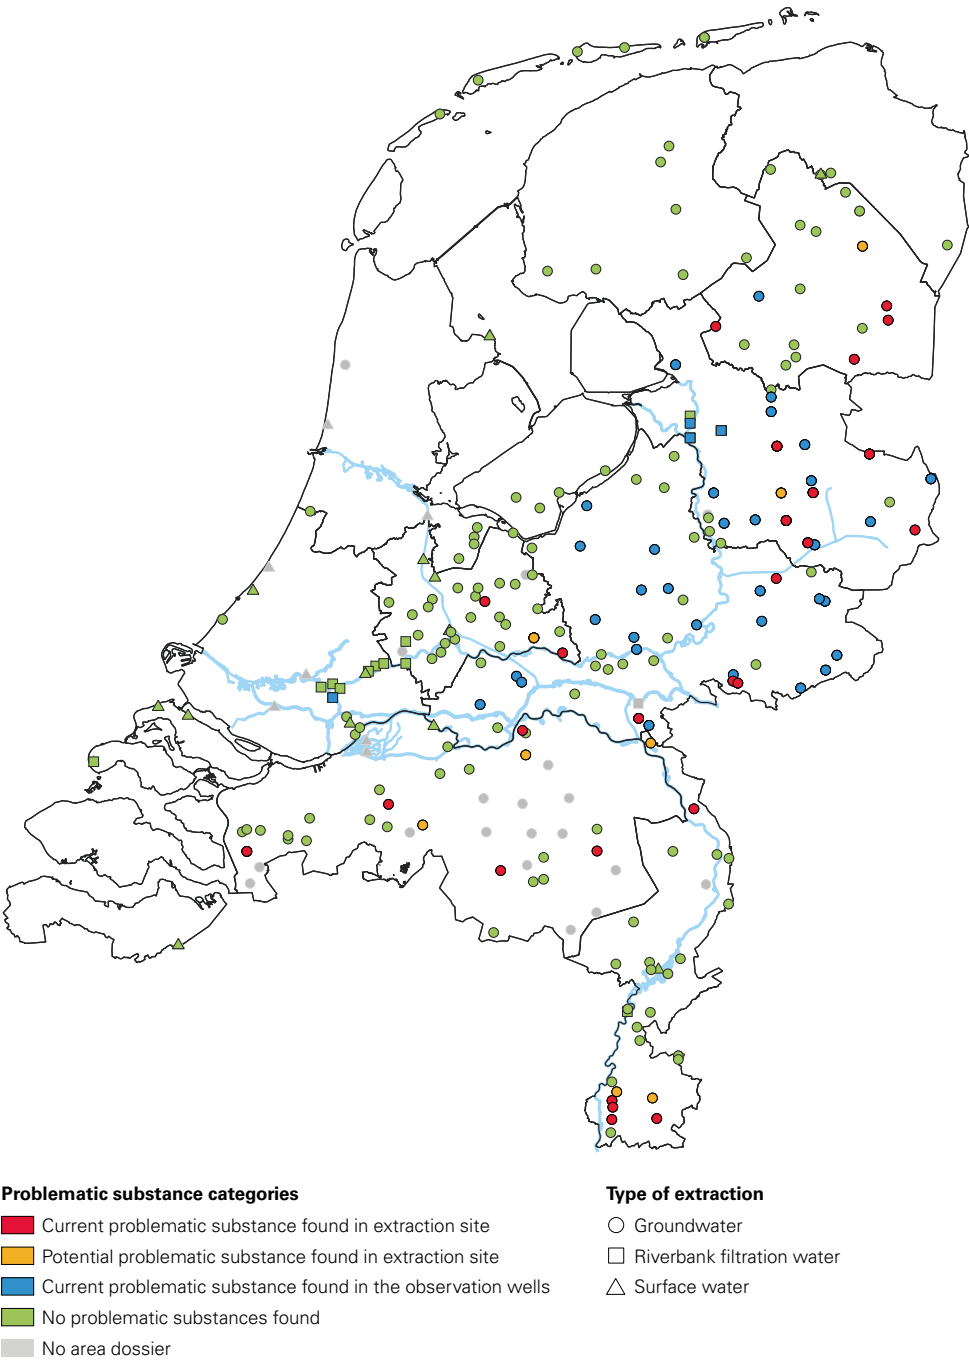 Problematic substance categories
Current problematic substance found in extraction site
Potential problematic substance found in extraction site
Current problematic substance found in the observation wells
No problematic substances found
No area dossier
Type of extraction
Groundwater
Riverbank filtration water
Surface water